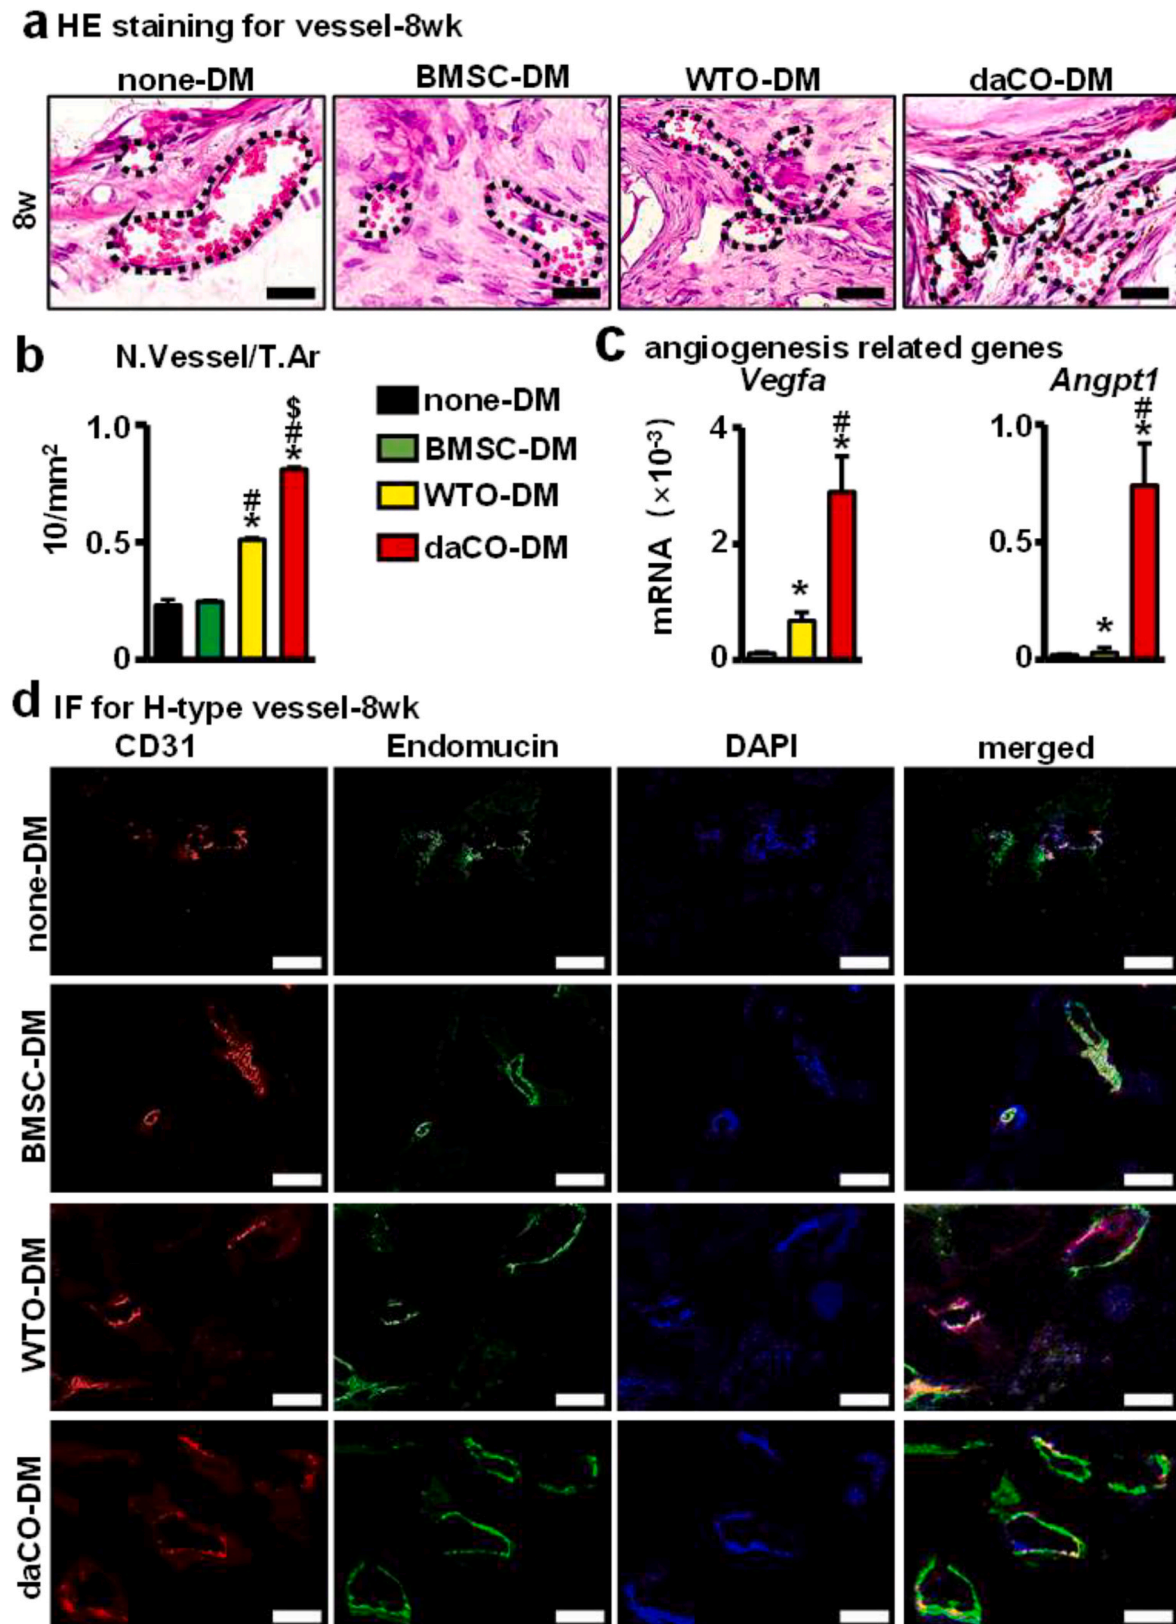 a HE staining for vessel-8wk
none-DM BMSC-DM WTO-DM daCO-DM
8w
b N.Vessel/T.Ar
10/mm²
1.0
0.5
0
*
#
*
$
#
*
none-DM
BMSC-DM
WTO-DM
daCO-DM
c angiogenesis related genes
Vegfa Angpt1
mRNA (×10⁻³)
4
2
0
*
#
*
1.0
0.5
0
*
#
*
d IF for H-type vessel-8wk
CD31 Endomucin DAPI merged
none-DM
BMSC-DM
WTO-DM
daCO-DM